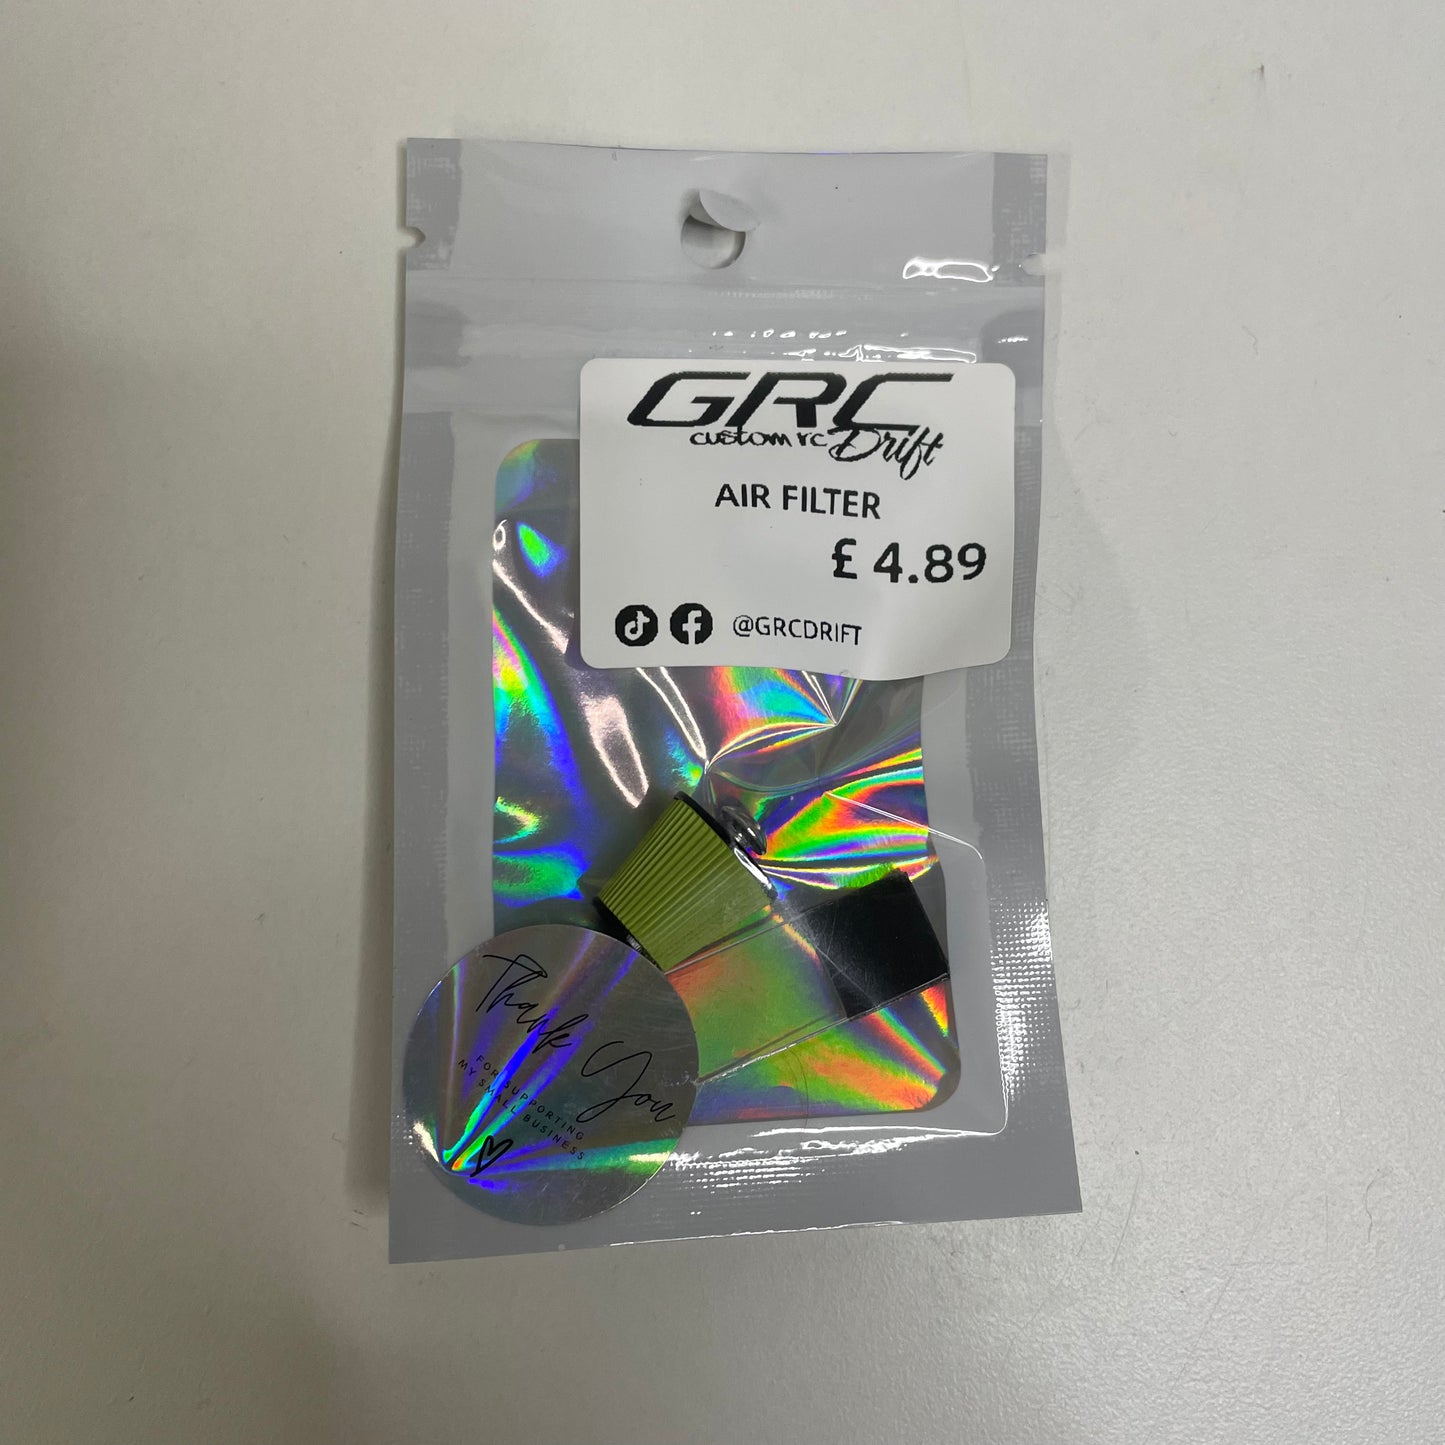 GRC
custom rc Drift
AIR FILTER
£ 4.89
@GRCDRIFT
Thank You
FOR SUPPORTING
MY SMALL BUSINESS